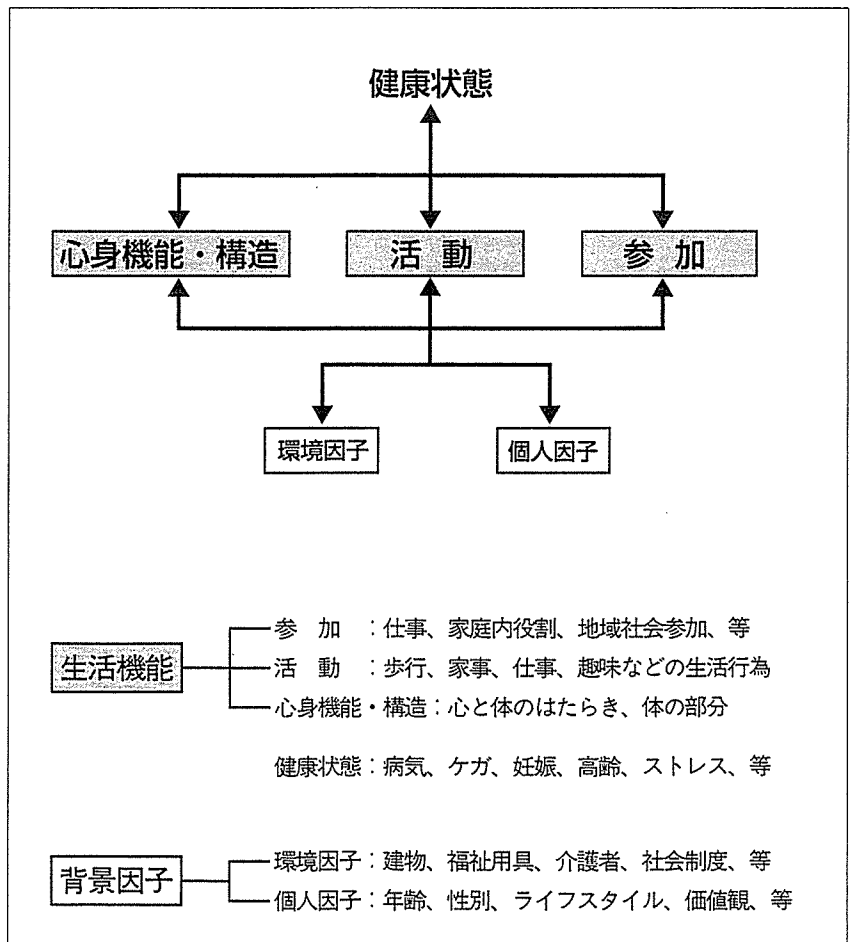 健康状態
心身機能・構造
活 動
参 加
環境因子
個人因子
生活機能
参 加 ：仕事、家庭内役割、地域社会参加、等
活 動 ：歩行、家事、仕事、趣味などの生活行為
心身機能・構造：心と体のはたらき、体の部分
健康状態：病気、ケガ、妊娠、高齢、ストレス、等
背景因子
環境因子：建物、福祉用具、介護者、社会制度、等
個人因子：年齢、性別、ライフスタイル、価値観、等